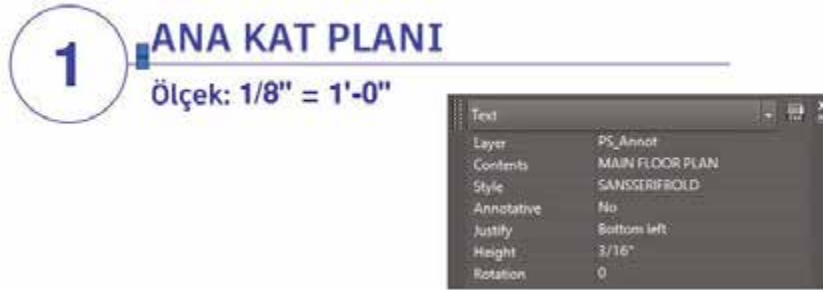 1
ANA KAT PLANI
Ölçek: 1/8" = 1'-0"
Text
Layer PS_Annot
Contents MAIN FLOOR PLAN
Style SANSSERIFBOLD
Annotative No
Justify Bottom left
Height 3/16"
Rotation 0